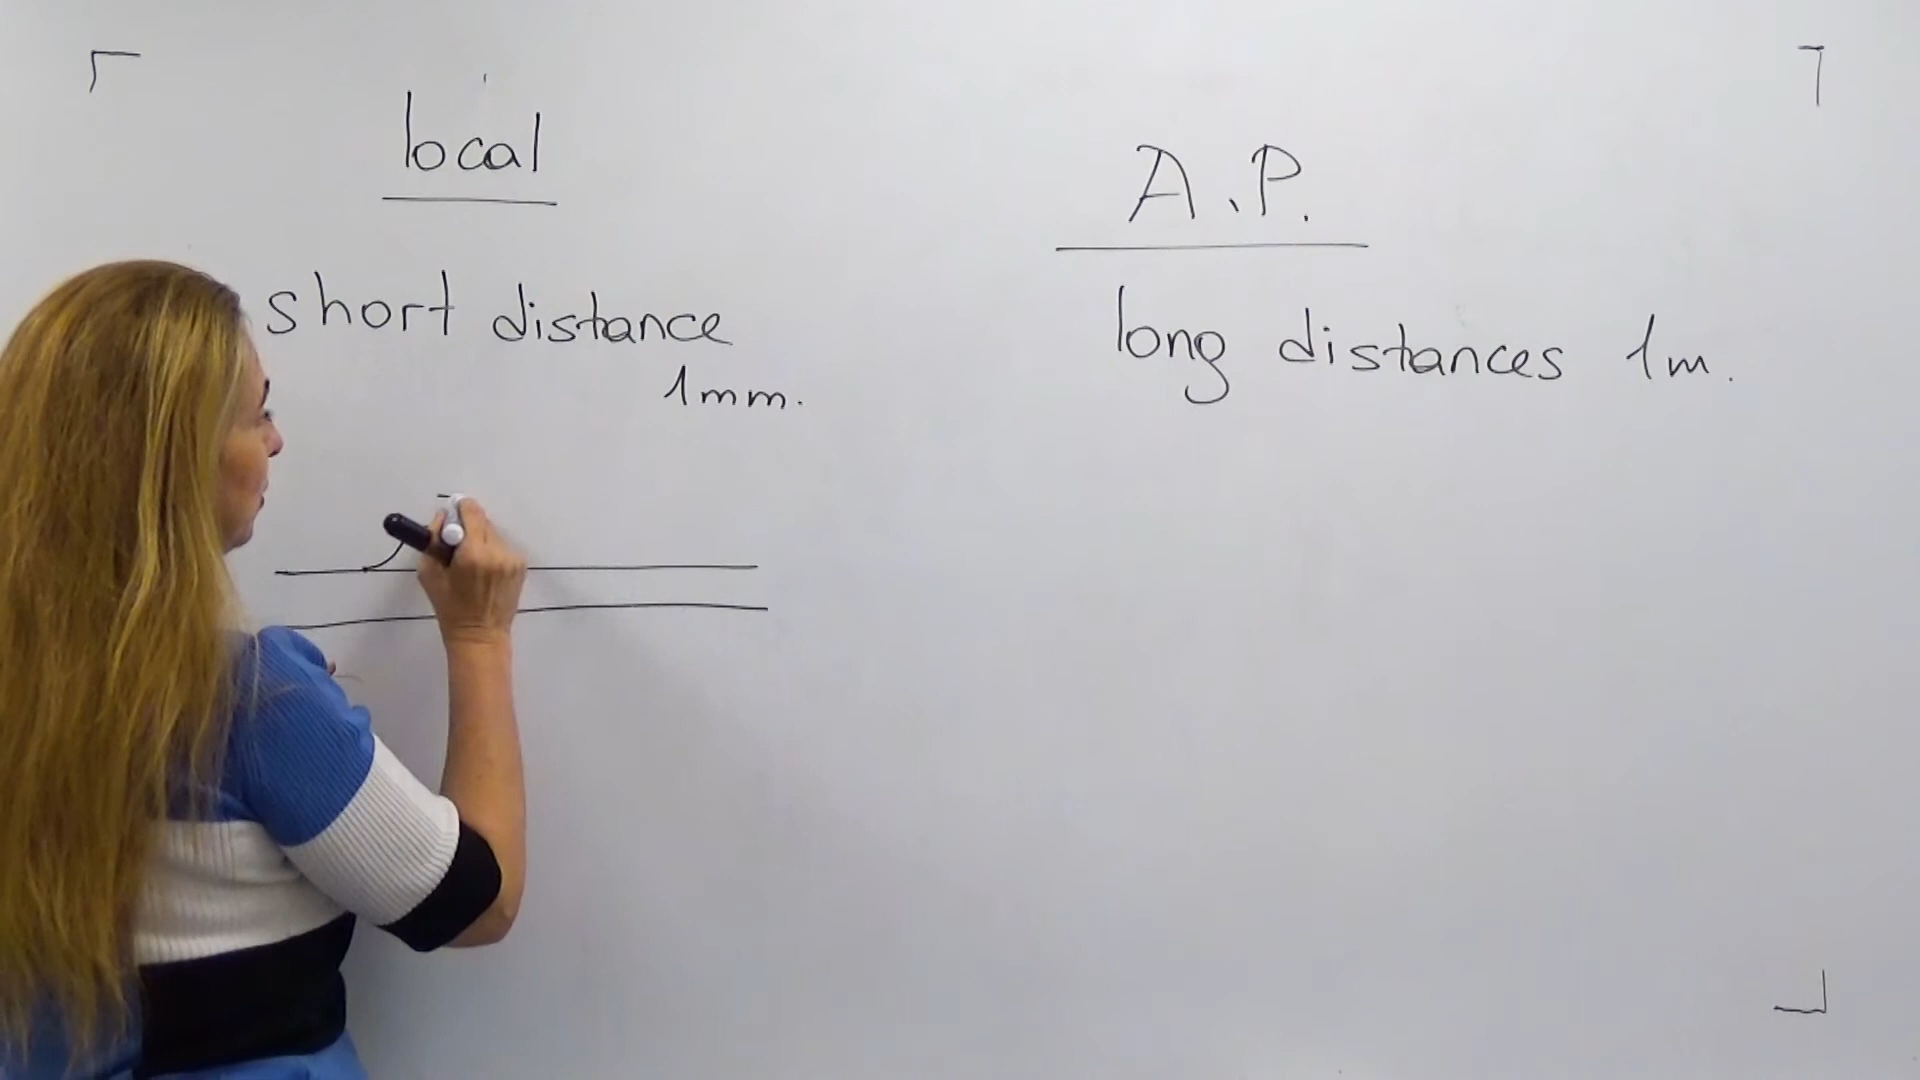 local
short distance
1mm.
A.P.
long distances 1m.